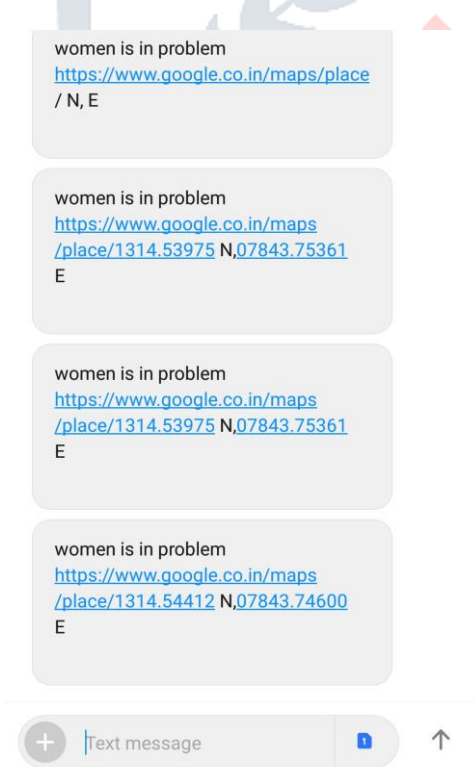 women is in problem
https://www.google.co.in/maps/place
/ N, E
women is in problem
https://www.google.co.in/maps
/place/1314.53975 N,07843.75361
E
women is in problem
https://www.google.co.in/maps
/place/1314.53975 N,07843.75361
E
women is in problem
https://www.google.co.in/maps
/place/1314.54412 N,07843.74600
E
Text message
1